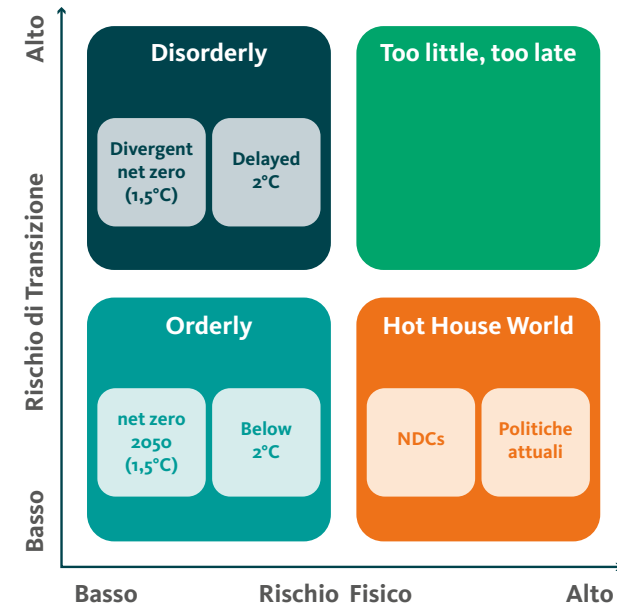 Alto
Rischio di Transizione
Basso
Disorderly
Divergent
net zero
(1,5°C)
Delayed
2°C
Too little, too late
Orderly
net zero
2050
(1,5°C)
Below
2°C
Hot House World
NDCs
Politiche
attuali
Basso
Rischio Fisico
Alto